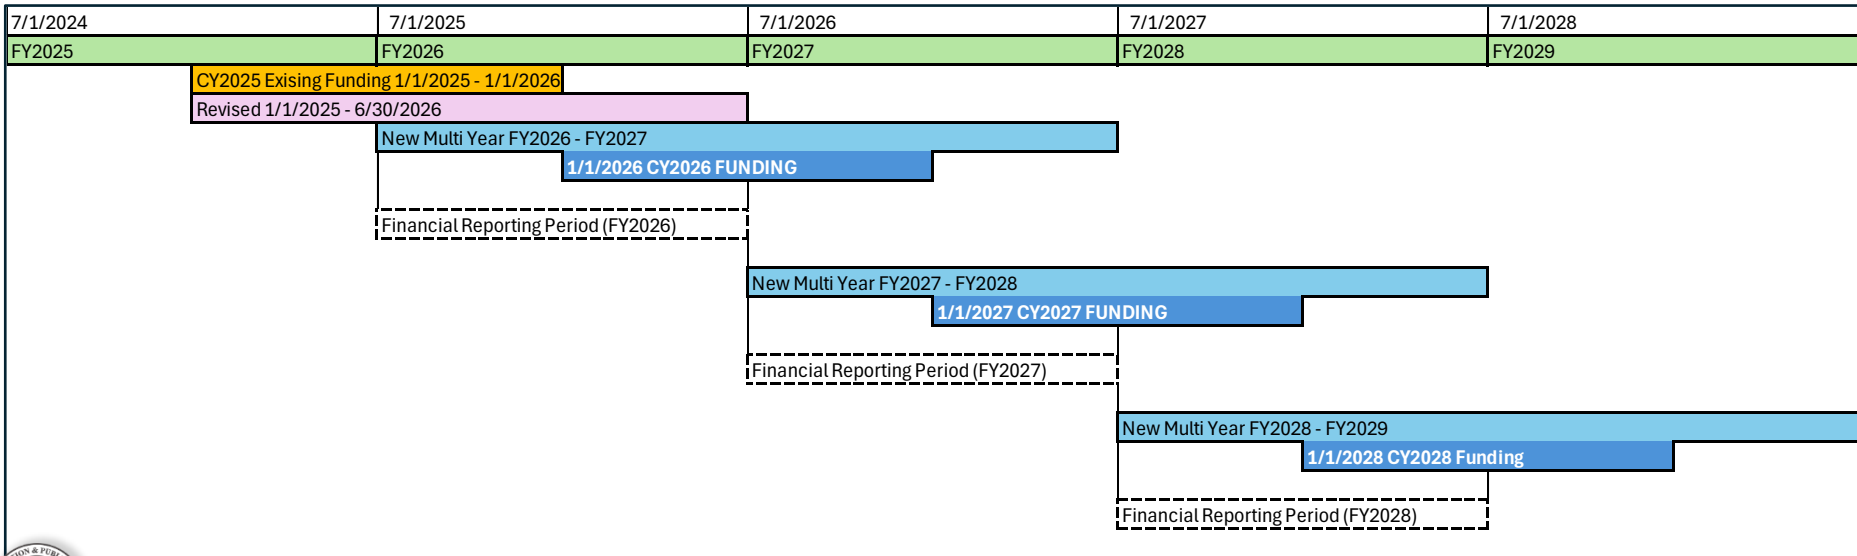 7/1/2024 7/1/2025 7/1/2026 7/1/2027 7/1/2028
FY2025 FY2026 FY2027 FY2028 FY2029
CY2025 Exising Funding 1/1/2025 - 1/1/2026
Revised 1/1/2025 - 6/30/2026
New Multi Year FY2026 - FY2027
1/1/2026 CY2026 FUNDING
Financial Reporting Period (FY2026)
New Multi Year FY2027 - FY2028
1/1/2027 CY2027 FUNDING
Financial Reporting Period (FY2027)
New Multi Year FY2028 - FY2029
1/1/2028 CY2028 Funding
Financial Reporting Period (FY2028)